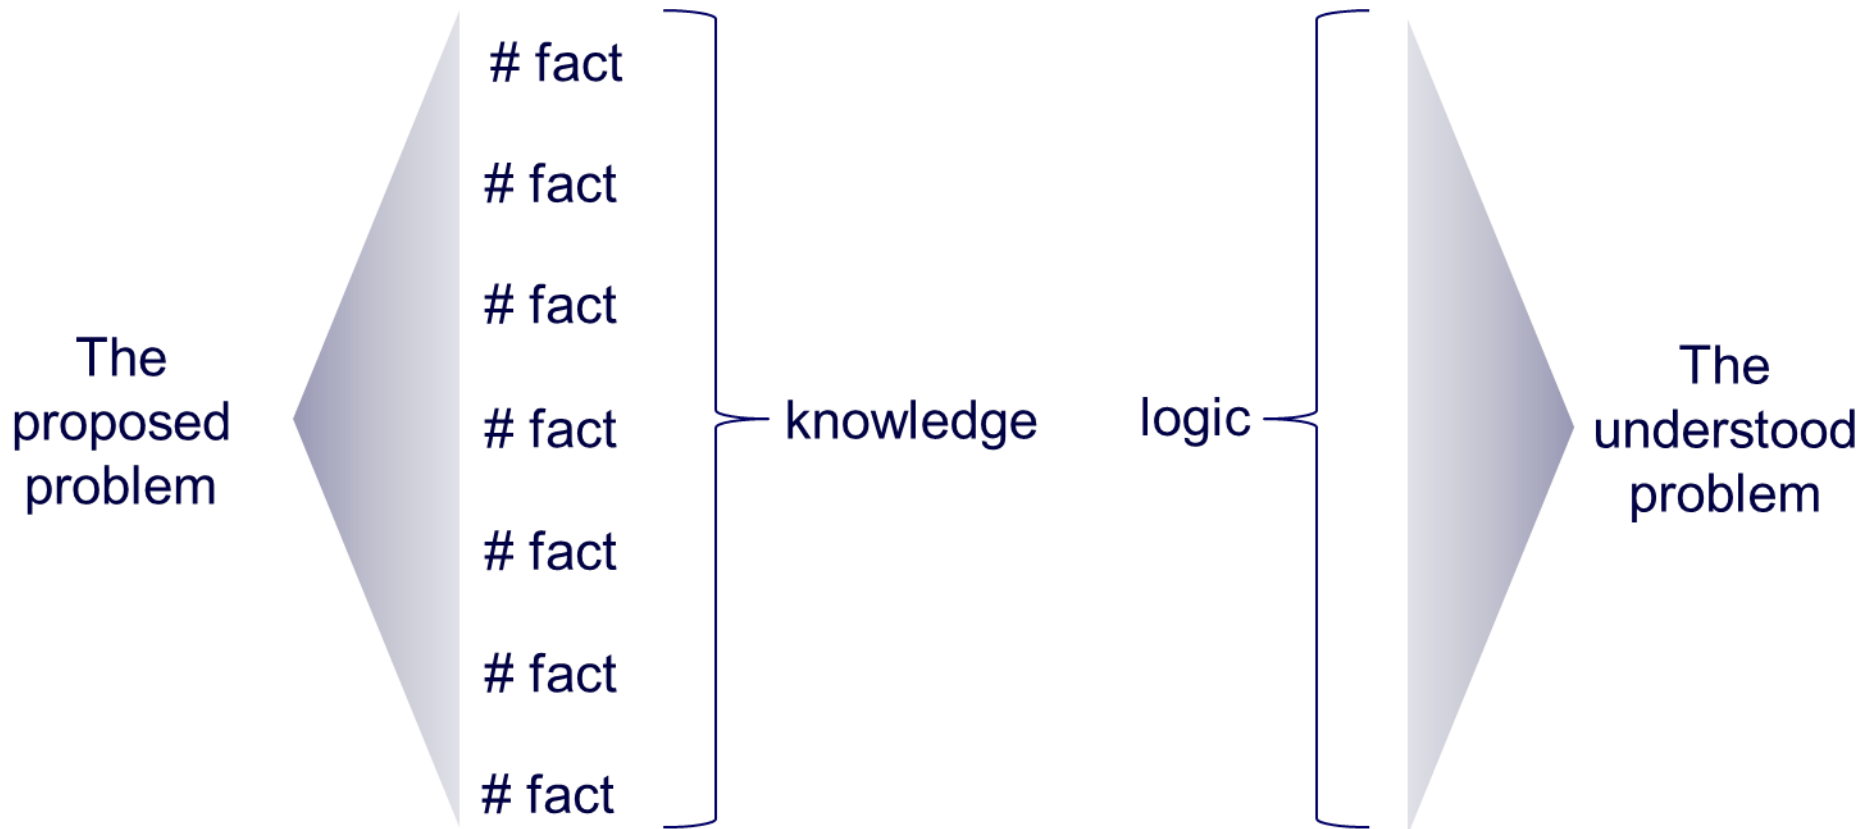 The
proposed
problem
# fact
# fact
# fact
# fact
# fact
# fact
# fact
knowledge
logic
The
understood
problem